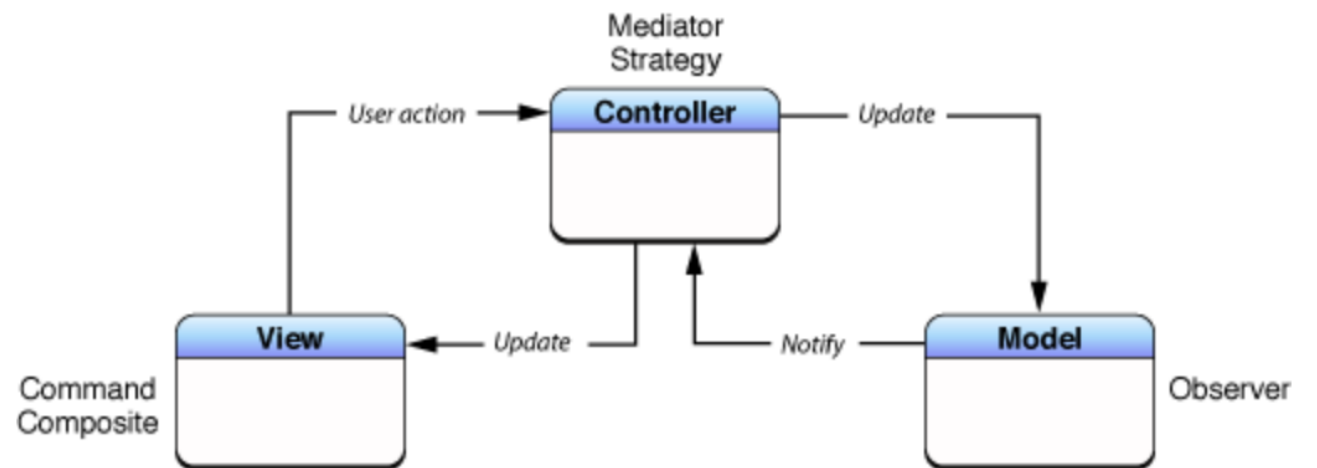 Mediator
Strategy
User action
Controller
Update
View
Update
Notify
Model
Command
Composite
Observer